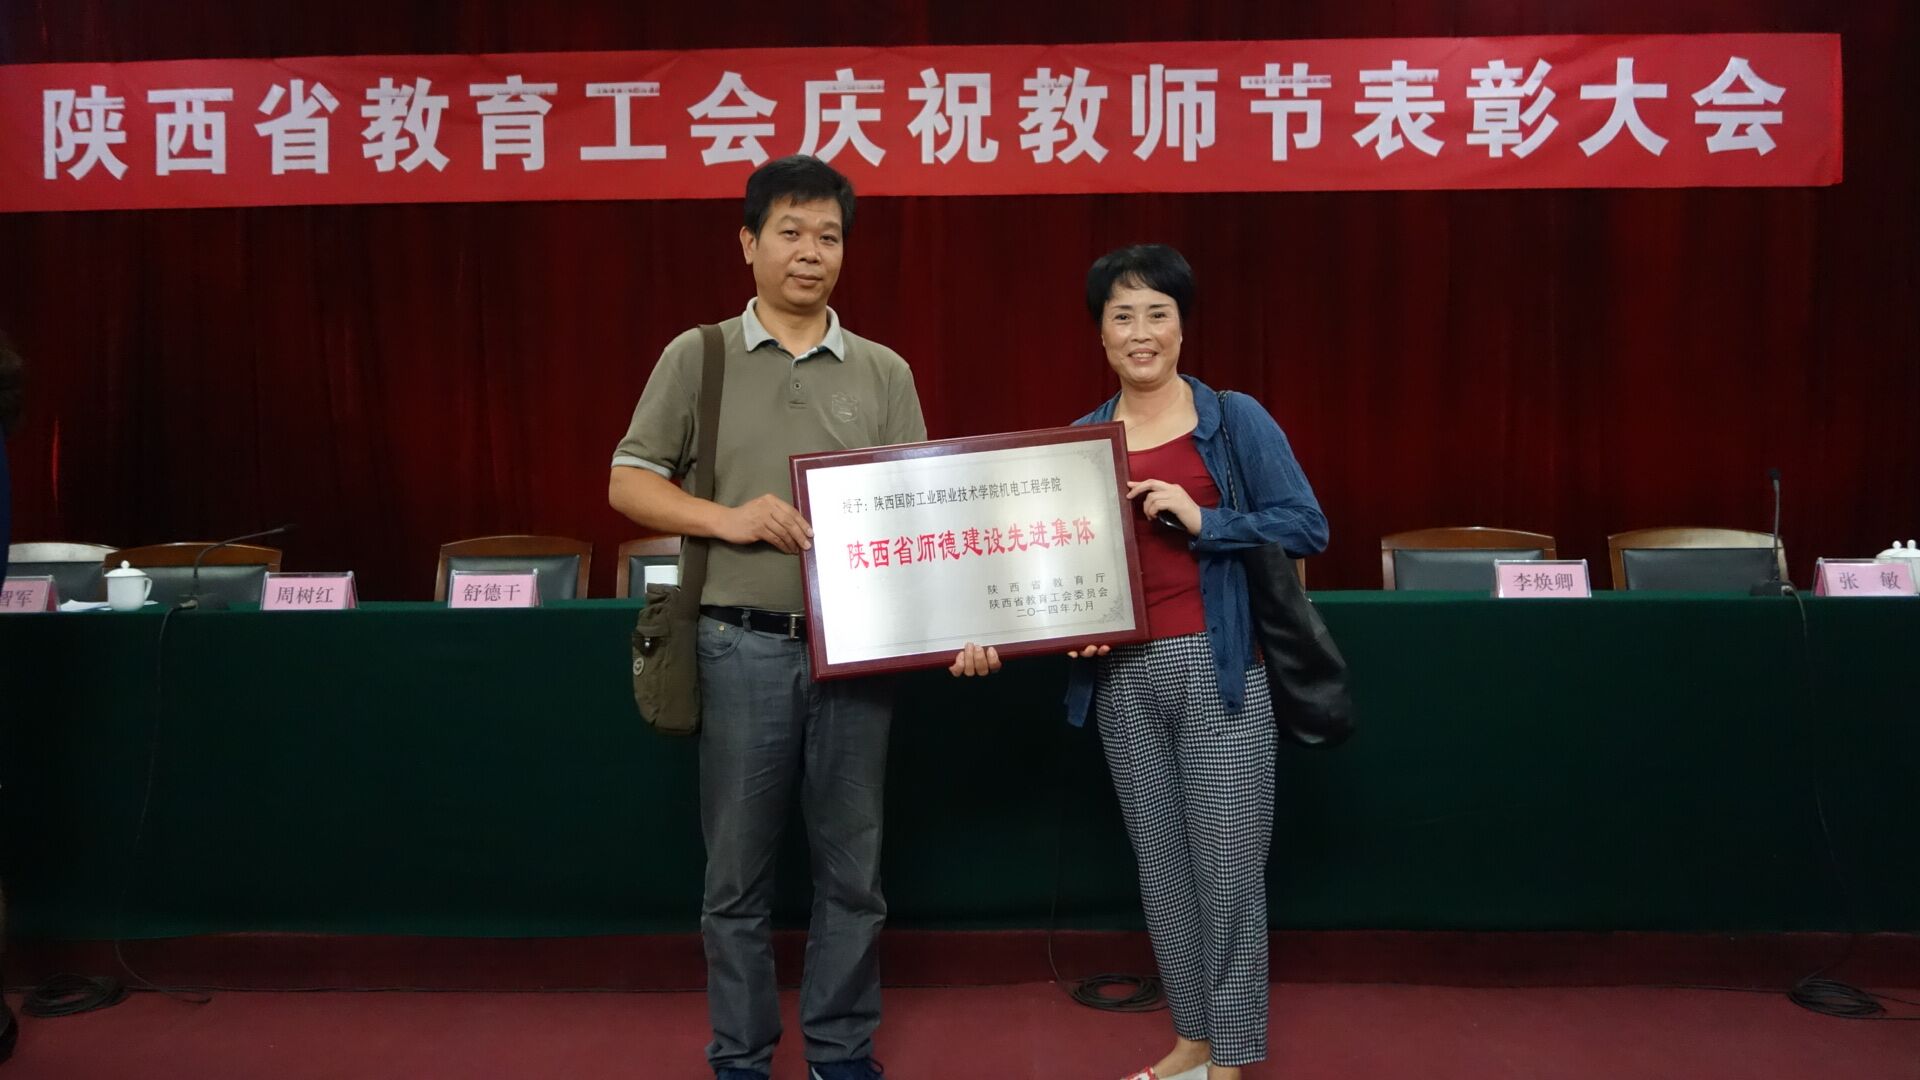 陕西省教育工会庆祝教师节表彰大会
授予：陕西国防工业职业技术学院机电工程学院
陕西省师德建设先进集体
陕西省教育厅
陕西省教育工会委员会
二〇一四年九月
智军
周树红
舒德干
李焕卿
张敏